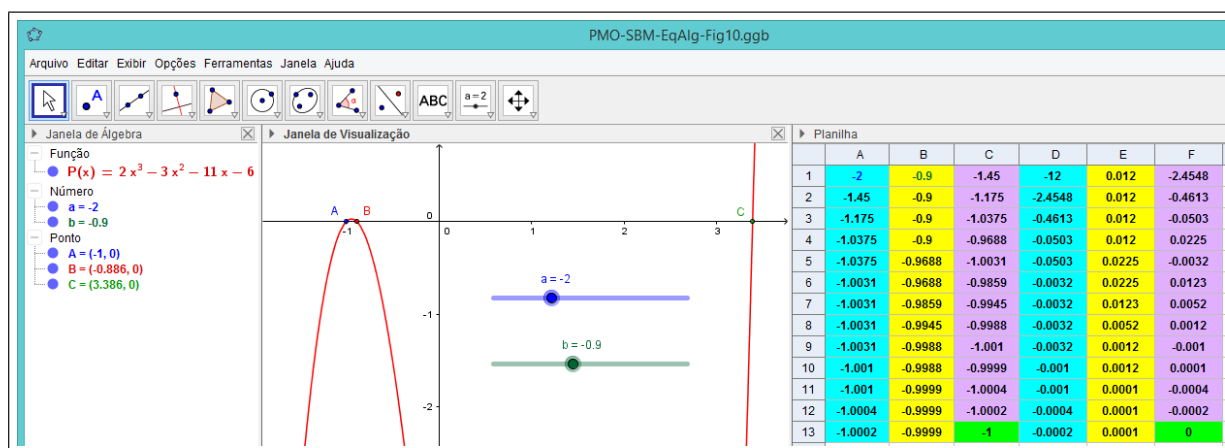 PMO-SBM-EqAlg-Fig10.ggb
Arquivo Editar Exibir Opções Ferramentas Janela Ajuda
A ABC a=2
Janela de Álgebra
Função
P(x) = 2 x³ − 3 x² − 11 x − 6
Número
a = -2
b = -0.9
Ponto
A = (-1, 0)
B = (-0.886, 0)
C = (3.386, 0)
Janela de Visualização
A B C
0
-1 0 1 2 3
a = -2
-1
b = -0.9
-2
Planilha
A B C D E F
1 -2 -0.9 -1.45 -12 0.012 -2.4548
2 -1.45 -0.9 -1.175 -2.4548 0.012 -0.4613
3 -1.175 -0.9 -1.0375 -0.4613 0.012 -0.0503
4 -1.0375 -0.9 -0.9688 -0.0503 0.012 0.0225
5 -1.0375 -0.9688 -1.0031 -0.0503 0.0225 -0.0032
6 -1.0031 -0.9688 -0.9859 -0.0032 0.0225 0.0123
7 -1.0031 -0.9859 -0.9945 -0.0032 0.0123 0.0052
8 -1.0031 -0.9945 -0.9988 -0.0032 0.0052 0.0012
9 -1.0031 -0.9988 -1.001 -0.0032 0.0012 -0.001
10 -1.001 -0.9988 -0.9999 -0.001 0.0012 0.0001
11 -1.001 -0.9999 -1.0004 -0.001 0.0001 -0.0004
12 -1.0004 -0.9999 -1.0002 -0.0004 0.0001 -0.0002
13 -1.0002 -0.9999 -1 -0.0002 0.0001 0